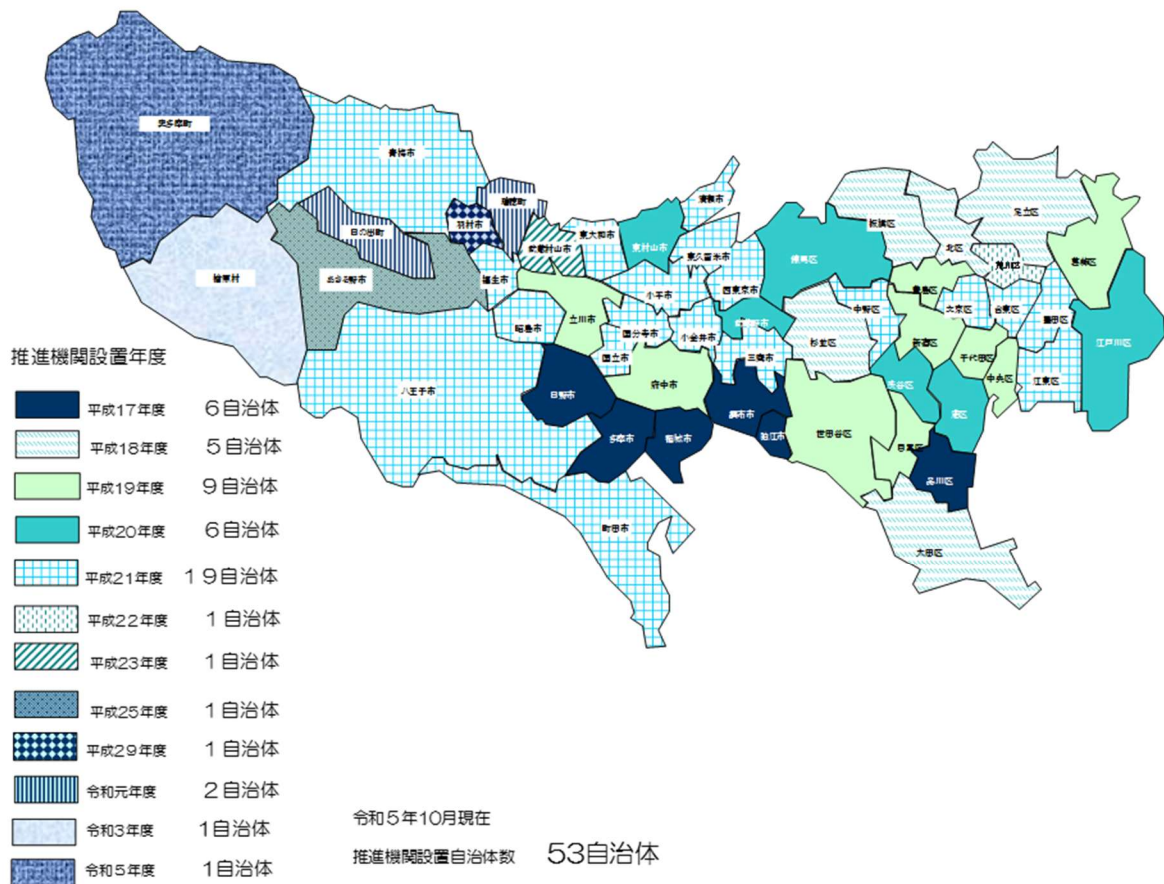 奥多摩町
青梅市
瑞穂町
羽村市
日の出町
武蔵村山市
東大和市
東村山市
清瀬市
東久留米市
あきる野市
檜原村
福生市
昭島市
立川市
小平市
西東京市
国分寺市
小金井市
武蔵野市
国立市
三鷹市
八王子市
日野市
府中市
調布市
多摩市
稲城市
狛江市
町田市
板橋区
北区
足立区
荒川区
葛飾区
練馬区
豊島区
文京区
台東区
墨田区
中野区
杉並区
新宿区
千代田区
中央区
江東区
江戸川区
渋谷区
港区
世田谷区
目黒区
品川区
大田区
推進機関設置年度
平成17年度 6自治体
平成18年度 5自治体
平成19年度 9自治体
平成20年度 6自治体
平成21年度 19自治体
平成22年度 1自治体
平成23年度 1自治体
平成25年度 1自治体
平成29年度 1自治体
令和元年度 2自治体
令和3年度 1自治体
令和5年度 1自治体
令和5年10月現在
推進機関設置自治体数 53自治体